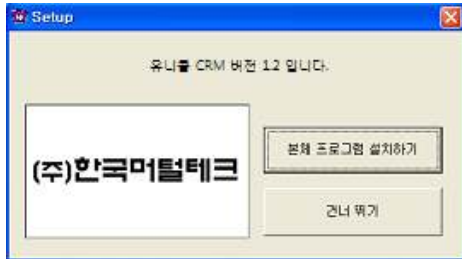 Setup
유니콜 CRM 버전 1.2 입니다.
(주)한국머털테크
본체 프로그램 설치하기
건너 뛰기